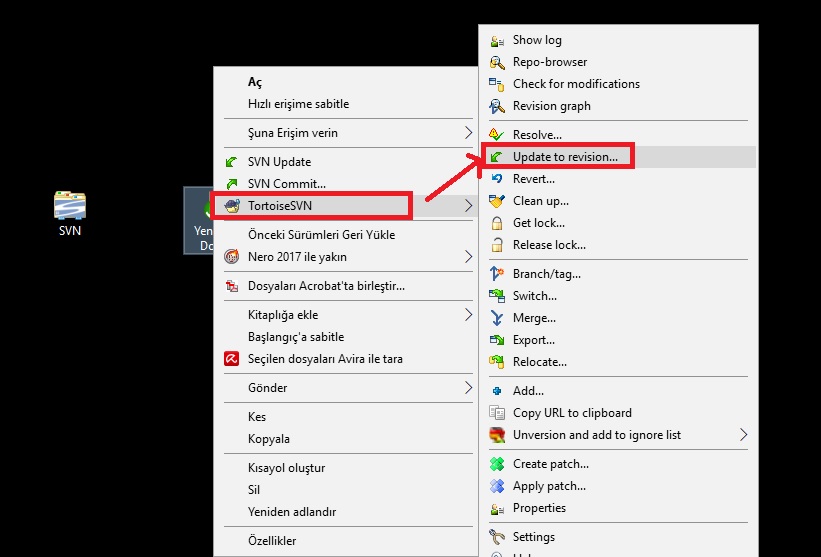 SVN
Yen
Do
Aç
Hızlı erişime sabitle
Şuna Erişim verin
SVN Update
SVN Commit...
TortoiseSVN
Önceki Sürümleri Geri Yükle
Nero 2017 ile yakın
Dosyaları Acrobat'ta birleştir...
Kitaplığa ekle
Başlangıç'a sabitle
Seçilen dosyaları Avira ile tara
Gönder
Kes
Kopyala
Kısayol oluştur
Sil
Yeniden adlandır
Özellikler
Show log
Repo-browser
Check for modifications
Revision graph
Resolve...
Update to revision...
Revert...
Clean up...
Get lock...
Release lock...
Branch/tag...
Switch...
Merge...
Export...
Relocate...
Add...
Copy URL to clipboard
Unversion and add to ignore list
Create patch...
Apply patch...
Properties
Settings